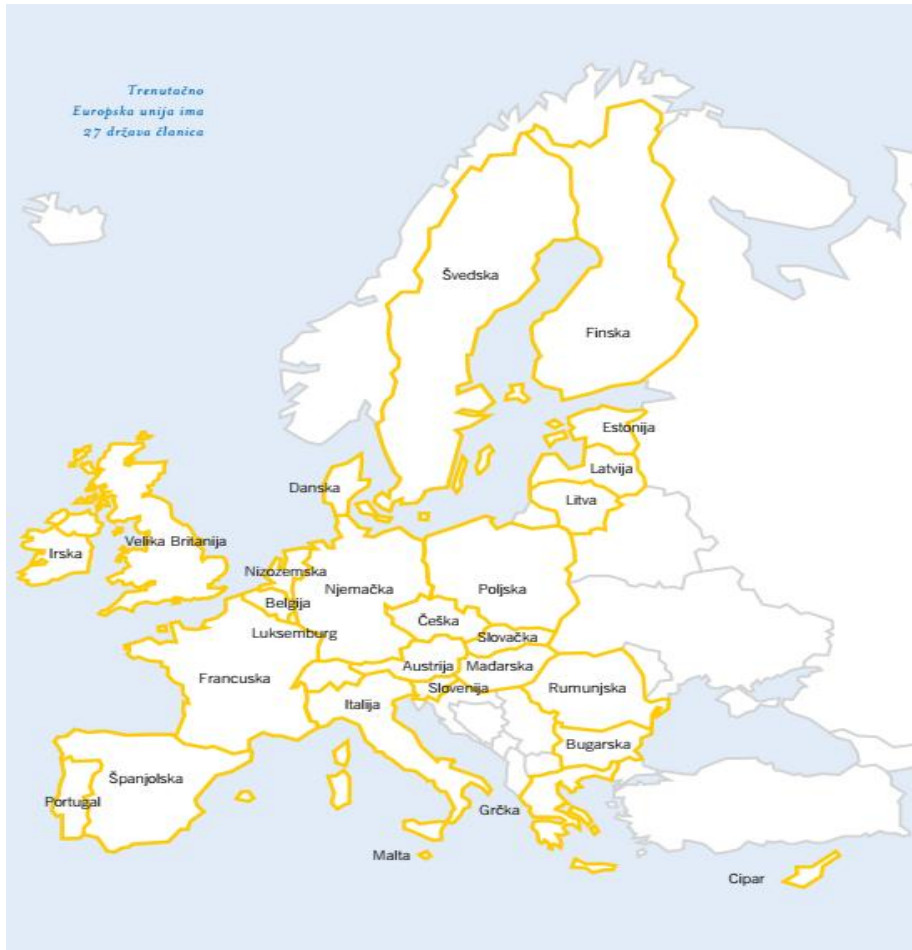 Trenutačno
Europska unija ima
27 država članica
Švedska
Finska
Estonija
Latvija
Danska
Litva
Velika Britanija
Irska
Nizozemska
Njemačka
Poljska
Belgija
Češka
Luksemburg
Slovačka
Austrija
Mađarska
Francuska
Slovenija
Rumunjska
Italija
Bugarska
Španjolska
Portugal
Grčka
Malta
Cipar